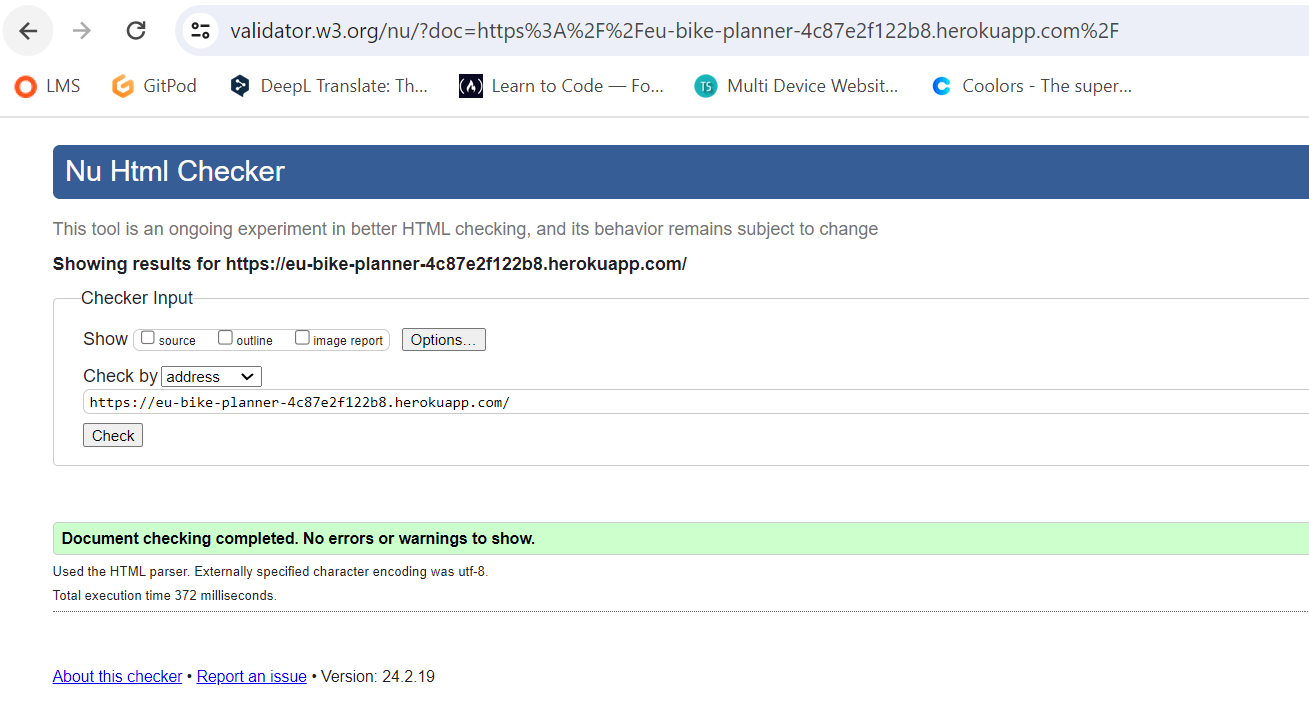 validator.w3.org/nu/?doc=https%3A%2F%2Feu-bike-planner-4c87e2f122b8.herokuapp.com%2F
LMS GitPod DeepL Translate: Th... Learn to Code — Fo... TS Multi Device Websit... Coolors - The super...
Nu Html Checker
This tool is an ongoing experiment in better HTML checking, and its behavior remains subject to change
Showing results for https://eu-bike-planner-4c87e2f122b8.herokuapp.com/
Checker Input
Show source outline image report Options...
Check by address
https://eu-bike-planner-4c87e2f122b8.herokuapp.com/
Check
Document checking completed. No errors or warnings to show.
Used the HTML parser. Externally specified character encoding was utf-8.
Total execution time 372 milliseconds.
About this checker • Report an issue • Version: 24.2.19